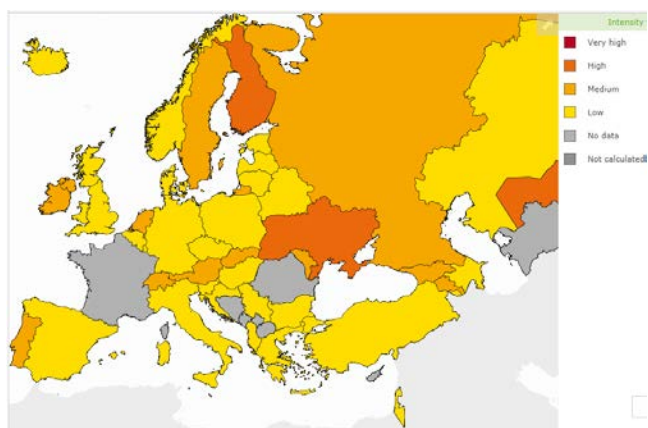 Intensity
Very high
High
Medium
Low
No data
Not calculated